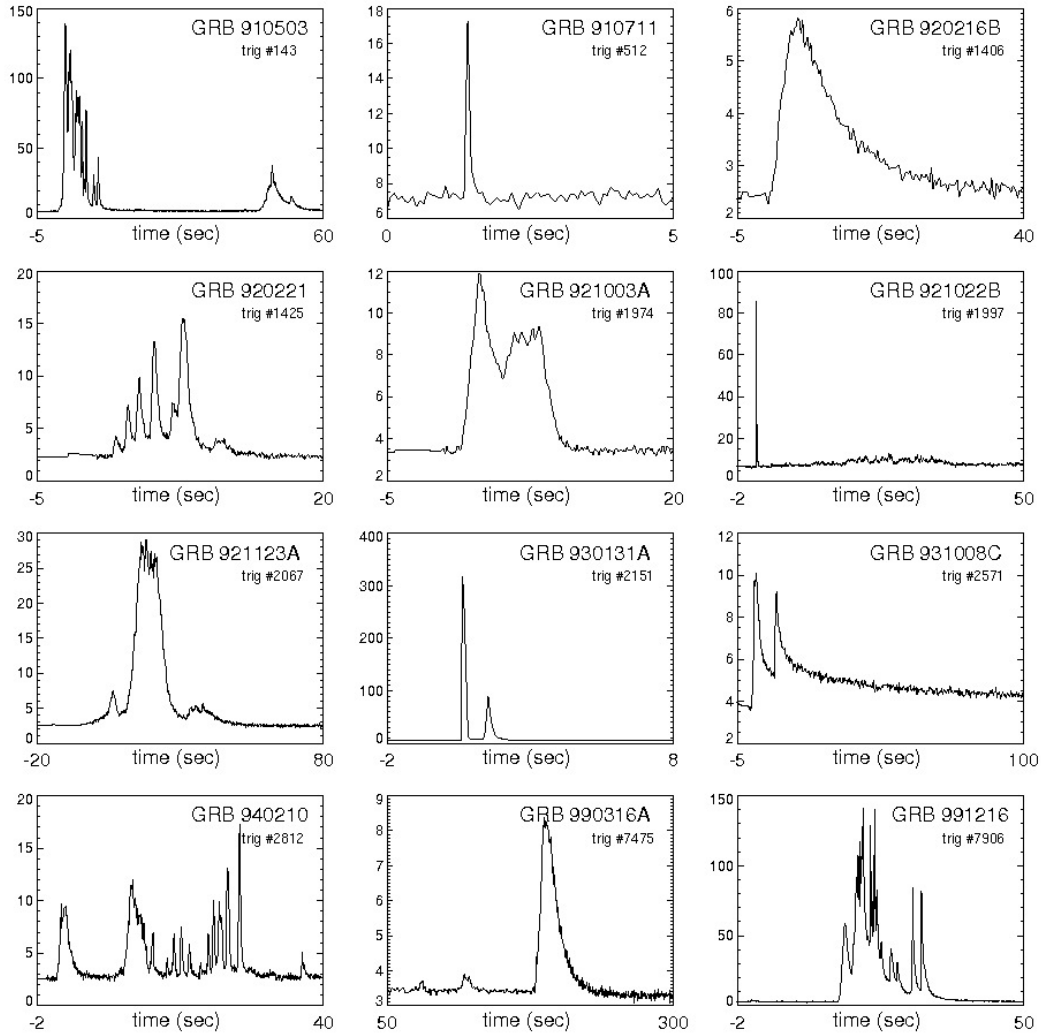 GRB 910503
trig #143
150
100
50
0
-5
time (sec)
60
GRB 910711
trig #512
18
16
14
12
10
8
6
0
time (sec)
5
GRB 920216B
trig #1406
6
5
4
3
2
-5
time (sec)
40
GRB 920221
trig #1425
20
15
10
5
0
-5
time (sec)
20
GRB 921003A
trig #1974
12
10
8
6
4
2
-5
time (sec)
20
GRB 921022B
trig #1997
100
80
60
40
20
0
-2
time (sec)
50
GRB 921123A
trig #2067
30
25
20
15
10
5
0
-20
time (sec)
80
GRB 930131A
trig #2151
400
300
200
100
0
-2
time (sec)
8
GRB 931008C
trig #2571
12
10
8
6
4
2
-5
time (sec)
100
GRB 940210
trig #2812
20
15
10
5
0
-2
time (sec)
40
GRB 990316A
trig #7475
9
8
7
6
5
4
3
50
time (sec)
300
GRB 991216
trig #7906
150
100
50
0
-2
time (sec)
50